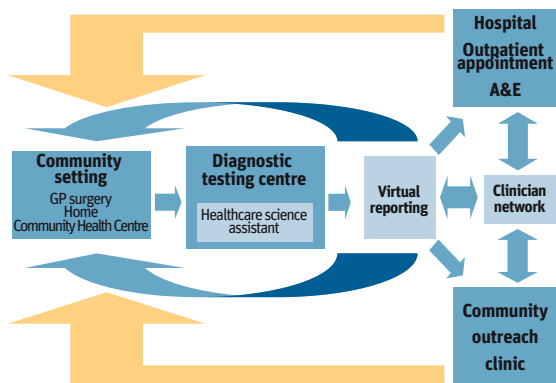 Hospital
Outpatient
appointment
A&E
Community
setting
GP surgery
Home
Community Health Centre
Diagnostic
testing centre
Healthcare science
assistant
Virtual
reporting
Clinician
network
Community
outreach
clinic